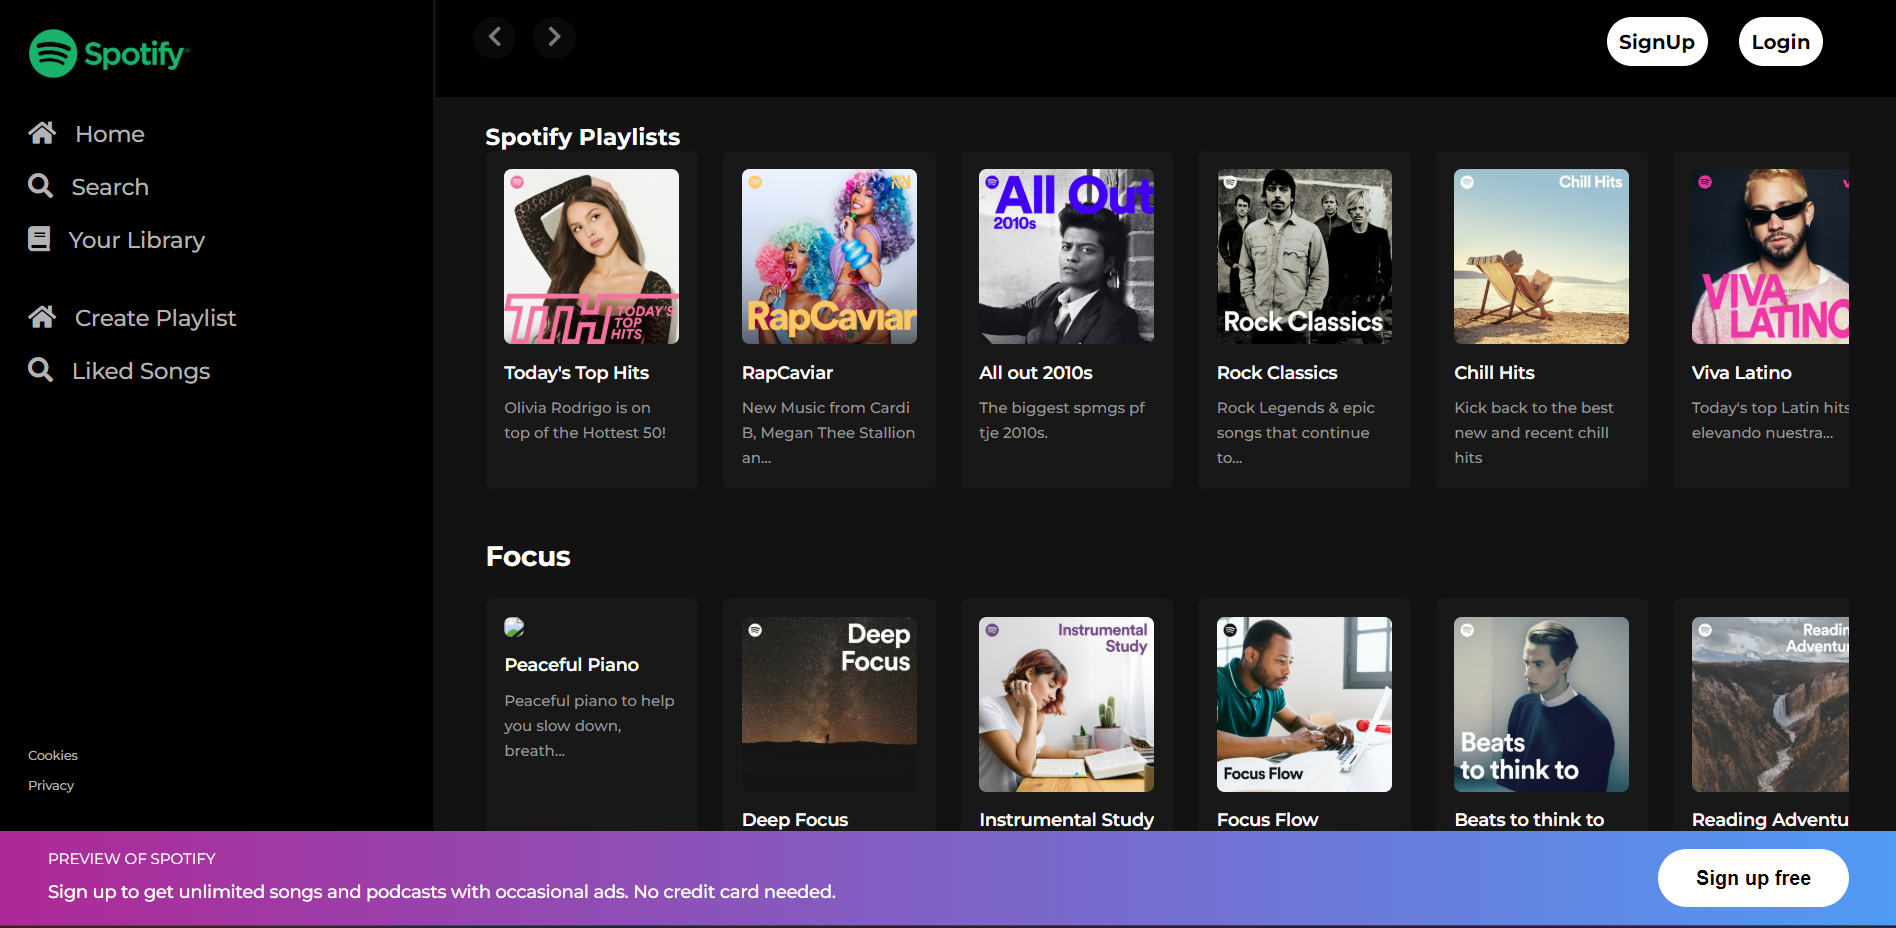 Spotify
Home
Search
Your Library
Create Playlist
Liked Songs
Cookies
Privacy
SignUp
Login
Spotify Playlists
TTH TODAY'S
TOP
HITS
Today's Top Hits
Olivia Rodrigo is on
top of the Hottest 50!
RapCaviar
RapCaviar
New Music from Cardi
B, Megan Thee Stallion
an...
All Out
2010s
All out 2010s
The biggest spmgs pf
tje 2010s.
Rock Classics
Rock Classics
Rock Legends & epic
songs that continue
to...
Chill Hits
Chill Hits
Kick back to the best
new and recent chill
hits
VIVA
LATINO
Viva Latino
Today's top Latin hits
elevando nuestra...
Focus
Peaceful Piano
Peaceful piano to help
you slow down,
breath...
Deep
Focus
Deep Focus
Instrumental
Study
Instrumental Study
Focus Flow
Focus Flow
Beats
to think to
Beats to think to
Readin
Adventu
Reading Adventu
PREVIEW OF SPOTIFY
Sign up to get unlimited songs and podcasts with occasional ads. No credit card needed.
Sign up free